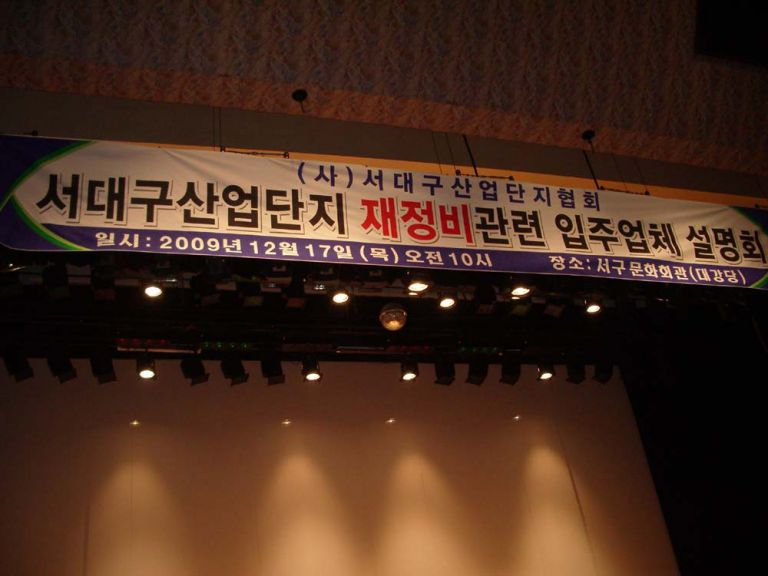 (사)서대구산업단지협회
서대구산업단지 재정비관련 입주업체 설명회
일시 : 2009년 12월 17일 (목) 오전 10시 장소 : 서구 문화회관(대강당)